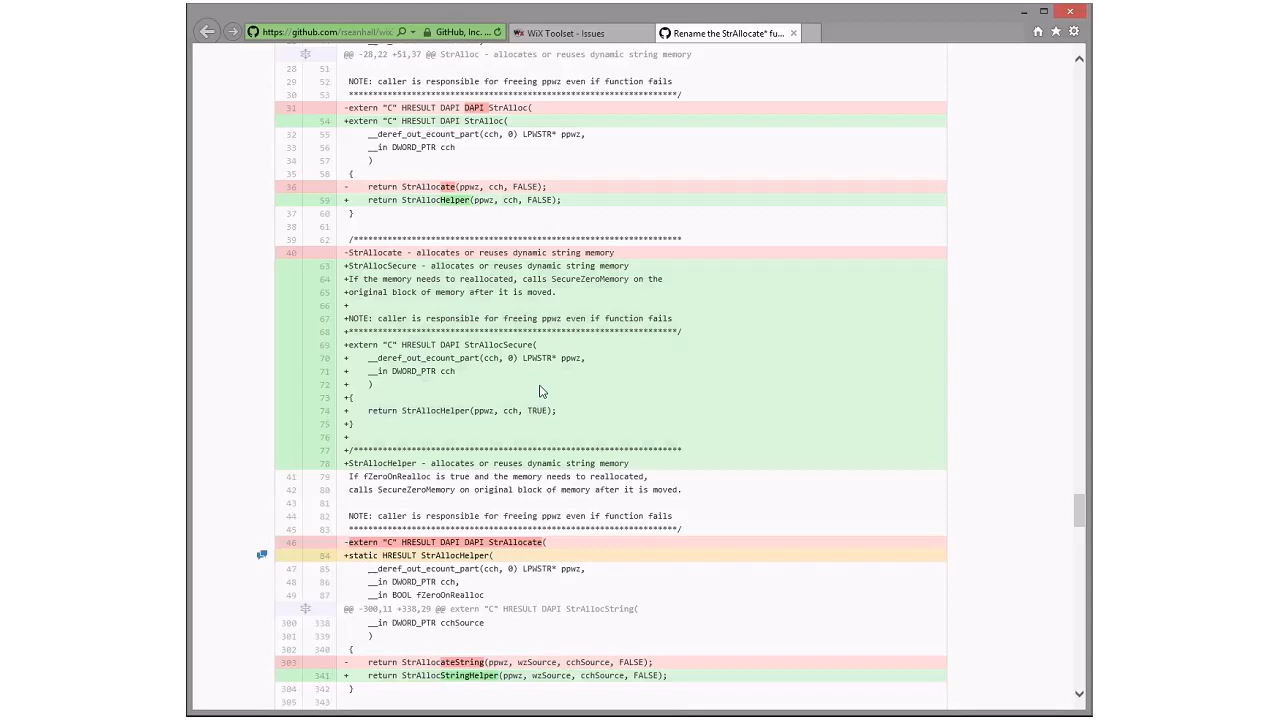 https://github.com/rseanhall/wix
GitHub, Inc. ...
WiX Toolset - Issues
Rename the StrAllocate* fu...
@@ -28,22 +51,37 @@ StrAlloc - allocates or reuses dynamic string memory
28 51
29 52 NOTE: caller is responsible for freeing ppwz even if function fails
30 53 ********************************************************************/
31 -extern "C" HRESULT DAPI DAPI StrAlloc(
54 +extern "C" HRESULT DAPI StrAlloc(
32 55 __deref_out_ecount_part(cch, 0) LPWSTR* ppwz,
33 56 __in DWORD_PTR cch
34 57 )
35 58 {
36 - return StrAllocate(ppwz, cch, FALSE);
59 + return StrAllocHelper(ppwz, cch, FALSE);
37 60 }
38 61
39 62 /********************************************************************
40 -StrAllocate - allocates or reuses dynamic string memory
63 +StrAllocSecure - allocates or reuses dynamic string memory
64 +If the memory needs to reallocated, calls SecureZeroMemory on the
65 +original block of memory after it is moved.
66 +
67 +NOTE: caller is responsible for freeing ppwz even if function fails
68 +********************************************************************/
69 +extern "C" HRESULT DAPI StrAllocSecure(
70 + __deref_out_ecount_part(cch, 0) LPWSTR* ppwz,
71 + __in DWORD_PTR cch
72 + )
73 +{
74 + return StrAllocHelper(ppwz, cch, TRUE);
75 +}
76 +
77 +/********************************************************************
78 +StrAllocHelper - allocates or reuses dynamic string memory
41 79 If fZeroOnRealloc is true and the memory needs to reallocated,
42 80 calls SecureZeroMemory on original block of memory after it is moved.
43 81
44 82 NOTE: caller is responsible for freeing ppwz even if function fails
45 83 ********************************************************************/
46 -extern "C" HRESULT DAPI DAPI StrAllocate(
84 +static HRESULT StrAllocHelper(
47 85 __deref_out_ecount_part(cch, 0) LPWSTR* ppwz,
48 86 __in DWORD_PTR cch,
49 87 __in BOOL fZeroOnRealloc
@@ -300,11 +338,29 @@ extern "C" HRESULT DAPI StrAllocString(
300 338 __in DWORD_PTR cchSource
301 339 )
302 340 {
303 - return StrAllocateString(ppwz, wzSource, cchSource, FALSE);
341 + return StrAllocStringHelper(ppwz, wzSource, cchSource, FALSE);
304 342 }
305 343